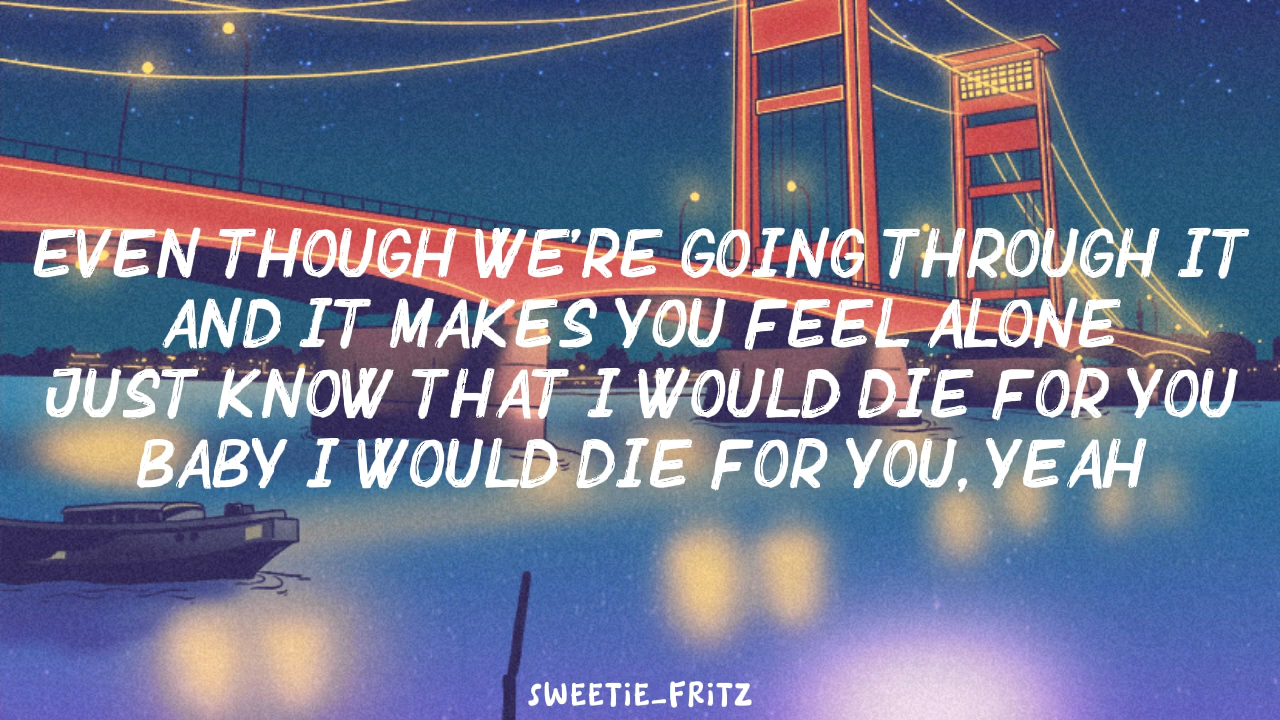 EVEN THOUGH WE'RE GOING THROUGH IT
AND IT MAKES YOU FEEL ALONE
JUST KNOW THAT I WOULD DIE FOR YOU
BABY I WOULD DIE FOR YOU, YEAH
SWEETiE_FRiTZ